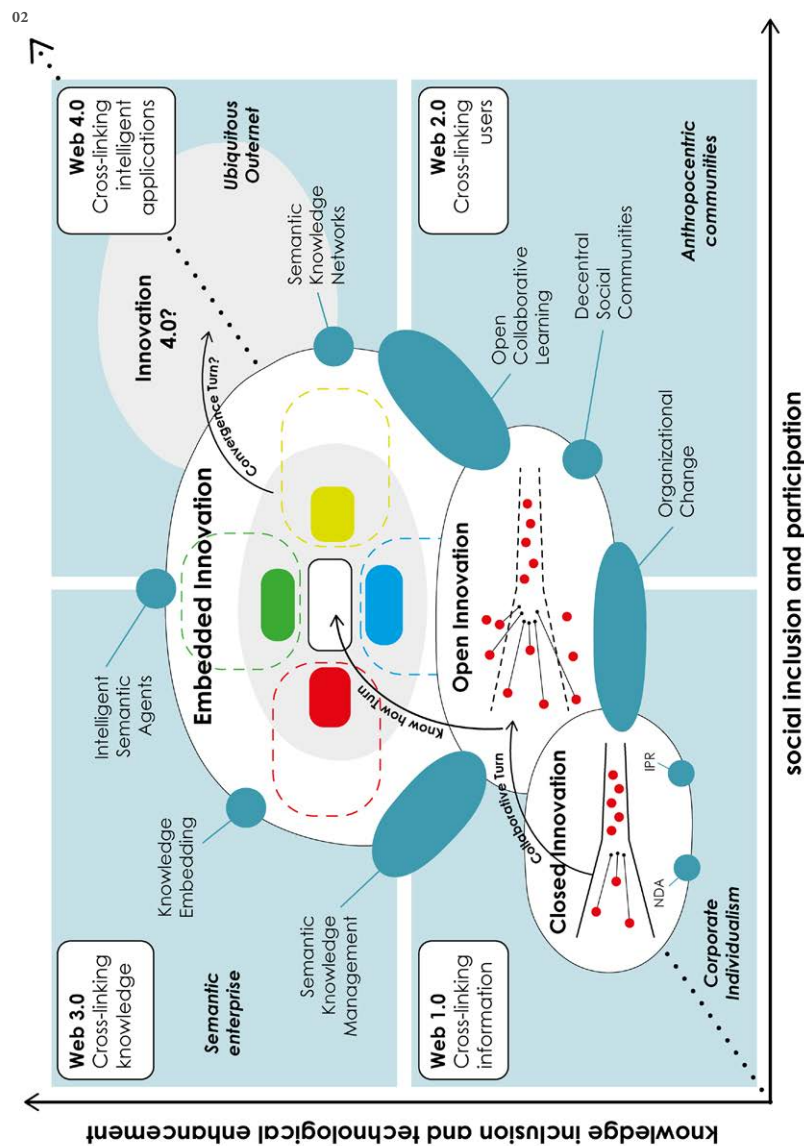 02
Web 3.0
Cross-linking
knowledge
Semantic
enterprise
Knowledge
Embedding
Intelligent
Semantic
Agents
Semantic
Knowledge
Management
Embedded Innovation
Convergence Turn?
Innovation
4.0?
Web 4.0
Cross-linking
intelligent
applications
Ubiquitous
Outernet
Semantic
Knowledge
Networks
Know how Turn
Web 1.0
Cross-linking
information
Corporate
Individualism
Closed Innovation
NDA
IPR
Collaborative Turn
Open Innovation
Organizational
Change
Open
Collaborative
Learning
Decentral
Social
Communities
Web 2.0
Cross-linking
users
Anthropocentric
communities
knowledge inclusion and technological enhancement
social inclusion and participation